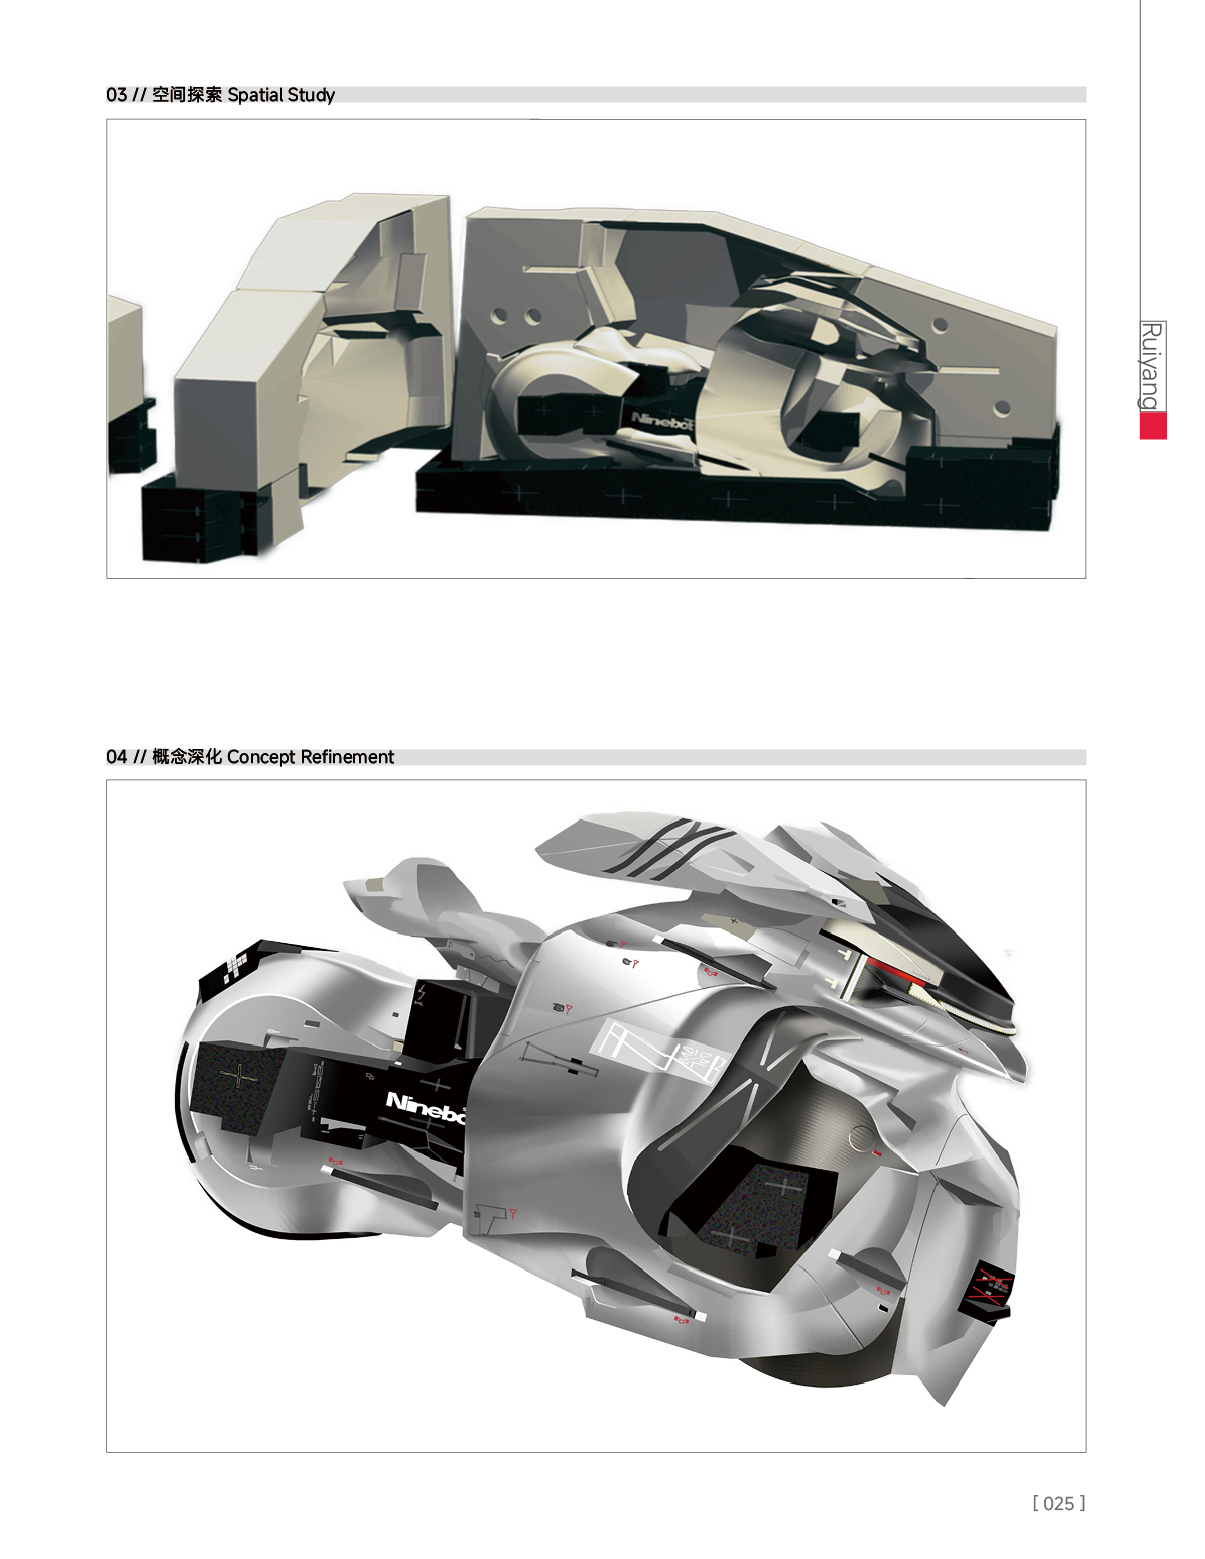 03 // 空间探索 Spatial Study
Ninebot
Ruiyang
04 // 概念深化 Concept Refinement
Ninebo
[ 025 ]